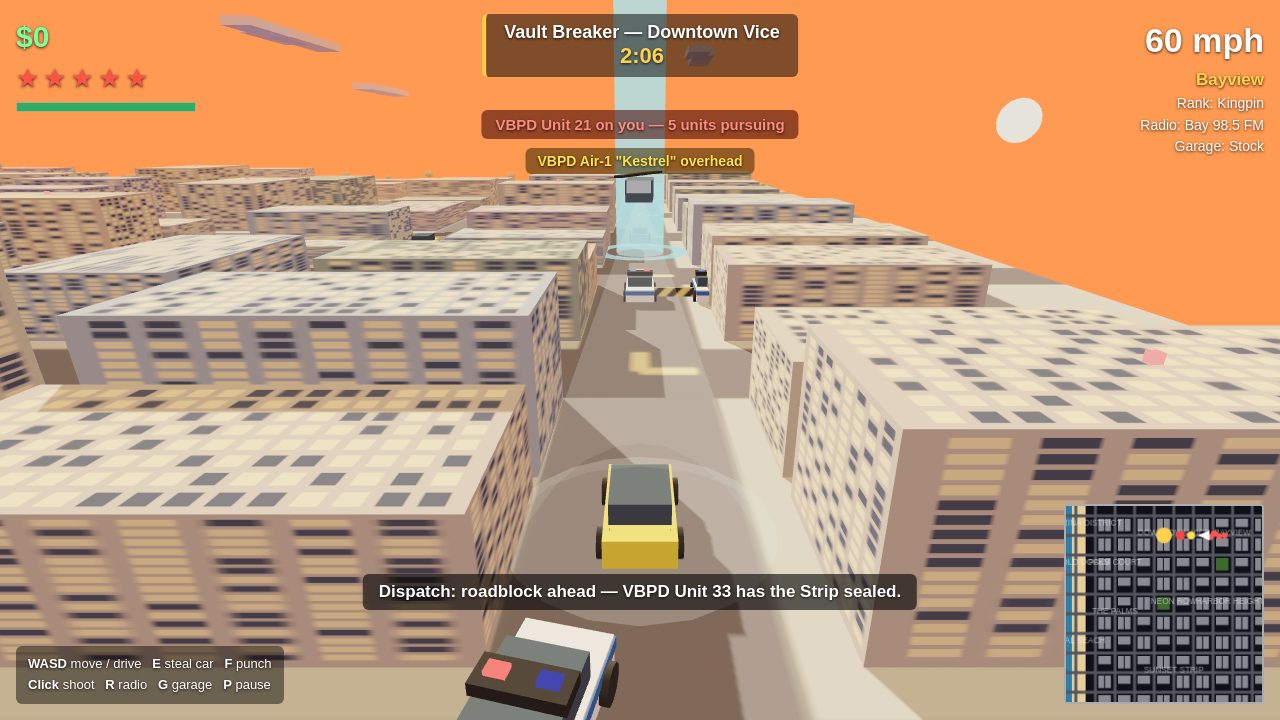 $0
Vault Breaker — Downtown Vice
2:06
60 mph
Bayview
Rank: Kingpin
Radio: Bay 98.5 FM
Garage: Stock
VBPD Unit 21 on you — 5 units pursuing
VBPD Air-1 "Kestrel" overhead
Dispatch: roadblock ahead — VBPD Unit 33 has the Strip sealed.
WASD move / drive E steal car F punch
Click shoot R radio G garage P pause
THE PALMS
SUNSET STRIP